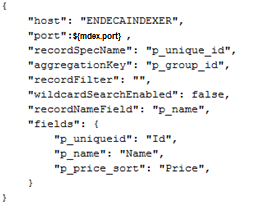 {
"host": "ENDECAINDEXER",
"port":${mdex.port} ,
"recordSpecName": "p_unique_id",
"aggregationKey": "p_group_id",
"recordFilter": "",
"wildcardSearchEnabled": false,
"recordNameField": "p_name",
"fields": {
"p_uniqueid": "Id",
"p_name": "Name",
"p_price_sort": "Price",
}
}